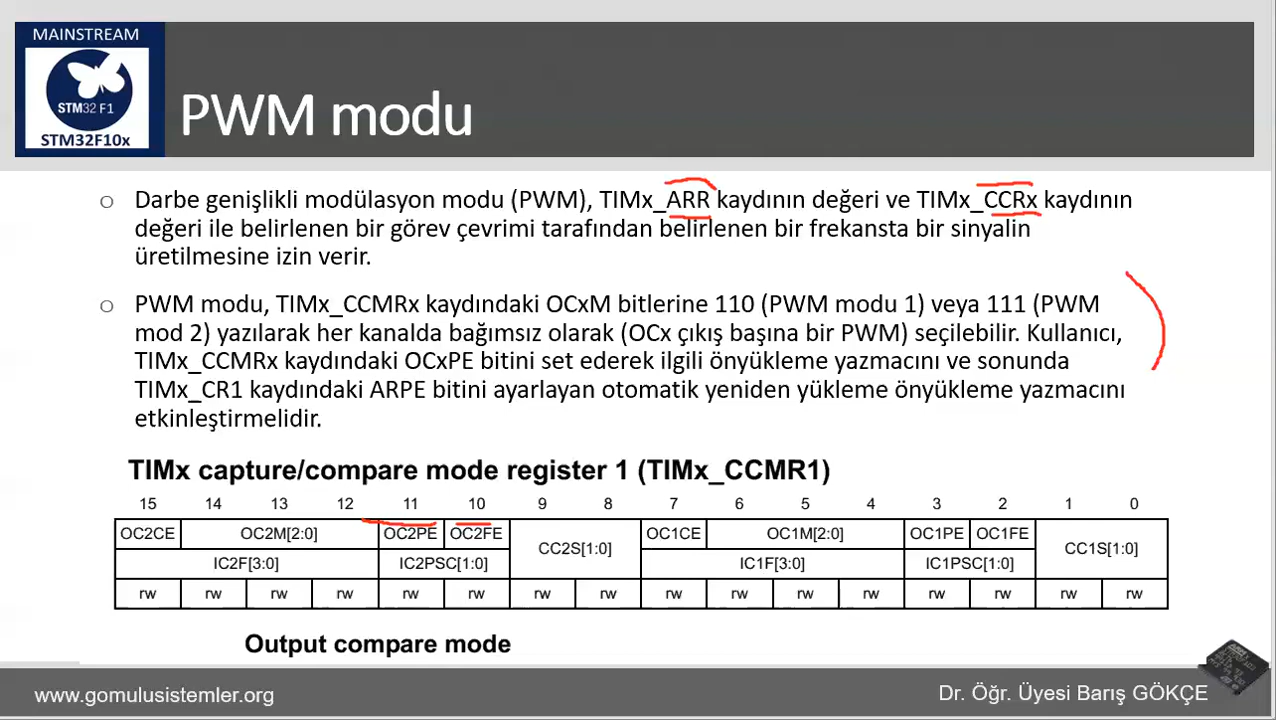 MAINSTREAM
STM32 F1
STM32F10x
PWM modu
Darbe genişlikli modülasyon modu (PWM), TIMx_ARR kaydının değeri ve TIMx_CCRx kaydının
değeri ile belirlenen bir görev çevrimi tarafından belirlenen bir frekansta bir sinyalin
üretilmesine izin verir.
PWM modu, TIMx_CCMRx kaydındaki OCxM bitlerine 110 (PWM modu 1) veya 111 (PWM
mod 2) yazılarak her kanalda bağımsız olarak (OCx çıkış başına bir PWM) seçilebilir. Kullanıcı,
TIMx_CCMRx kaydındaki OCxPE bitini set ederek ilgili önyükleme yazmacını ve sonunda
TIMx_CR1 kaydındaki ARPE bitini ayarlayan otomatik yeniden yükleme önyükleme yazmacını
etkinleştirmelidir.
TIMx capture/compare mode register 1 (TIMx_CCMR1)
15 14 13 12 11 10 9 8 7 6 5 4 3 2 1 0
OC2CE OC2M[2:0] OC2PE OC2FE CC2S[1:0] OC1CE OC1M[2:0] OC1PE OC1FE CC1S[1:0]
IC2F[3:0] IC2PSC[1:0] IC1F[3:0] IC1PSC[1:0]
rw rw rw rw rw rw rw rw rw rw rw rw rw rw rw rw
Output compare mode
www.gomulusistemler.org
Dr. Öğr. Üyesi Barış GÖKÇE